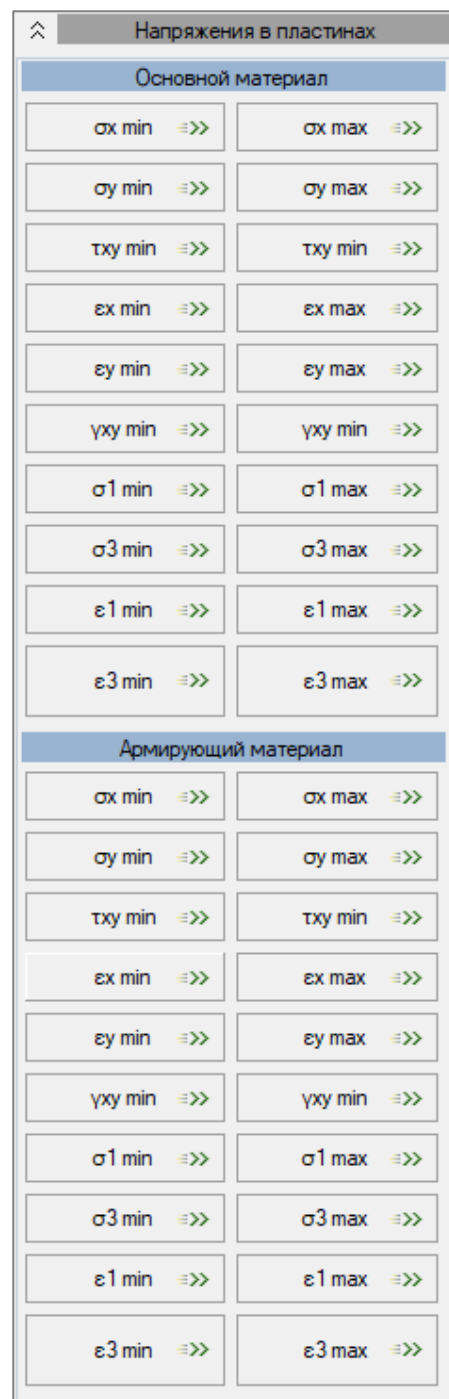 Напряжения в пластинах
Основной материал
σx min σx max
σy min σy max
τxy min τxy min
εx min εx max
εy min εy max
γxy min γxy min
σ1 min σ1 max
σ3 min σ3 max
ε1 min ε1 max
ε3 min ε3 max
Армирующий материал
σx min σx max
σy min σy max
τxy min τxy min
εx min εx max
εy min εy max
γxy min γxy min
σ1 min σ1 max
σ3 min σ3 max
ε1 min ε1 max
ε3 min ε3 max